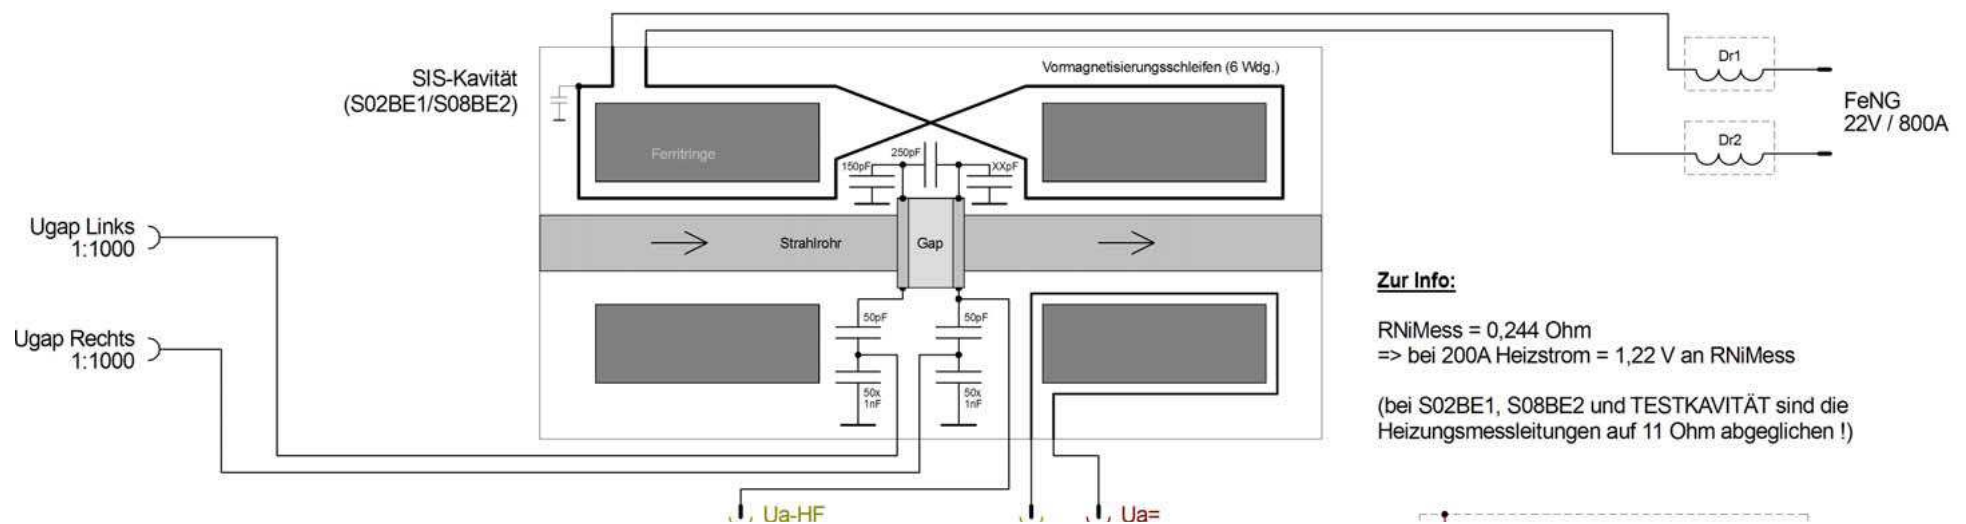 Vormagnetisierungsschleifen (6 Wdg.)
SIS-Kavität
(S02BE1/S08BE2)
Dr1
FeNG
22V / 800A
Dr2
Ferritringe
250pF
150pF
XXpF
Ugap Links
1:1000
Strahlrohr
Gap
Ugap Rechts
1:1000
50pF
50pF
50x
1nF
50x
1nF
Zur Info:
RNiMess = 0,244 Ohm
=> bei 200A Heizstrom = 1,22 V an RNiMess
(bei S02BE1, S08BE2 und TESTKAVITÄT sind die
Heizungsmessleitungen auf 11 Ohm abgeglichen !)
Ua-HF
Ua=